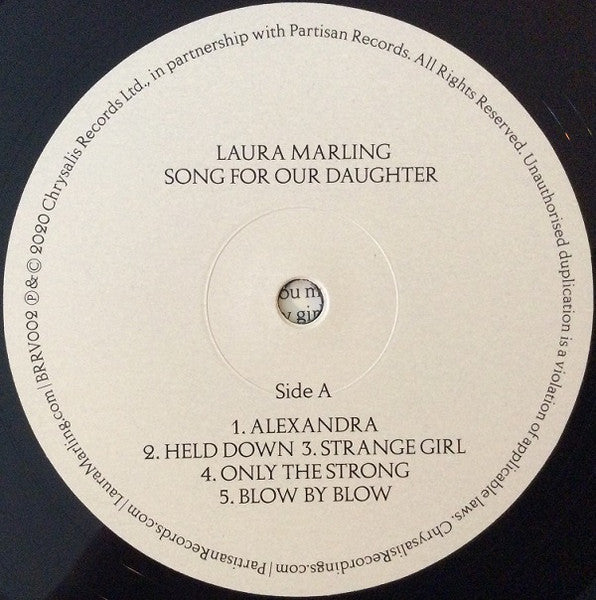 LAURA MARLING
SONG FOR OUR DAUGHTER
ou m
y gir
Side A
1. ALEXANDRA
2. HELD DOWN 3. STRANGE GIRL
4. ONLY THE STRONG
5. BLOW BY BLOW
℗ & © 2020 Chrysalis Records Ltd., in partnership with Partisan Records. All Rights Reserved. Unauthorised duplication is a violation of applicable laws. ChrysalisRecordings.com | PartisanRecords.com | LauraMarling.com | BRRV002